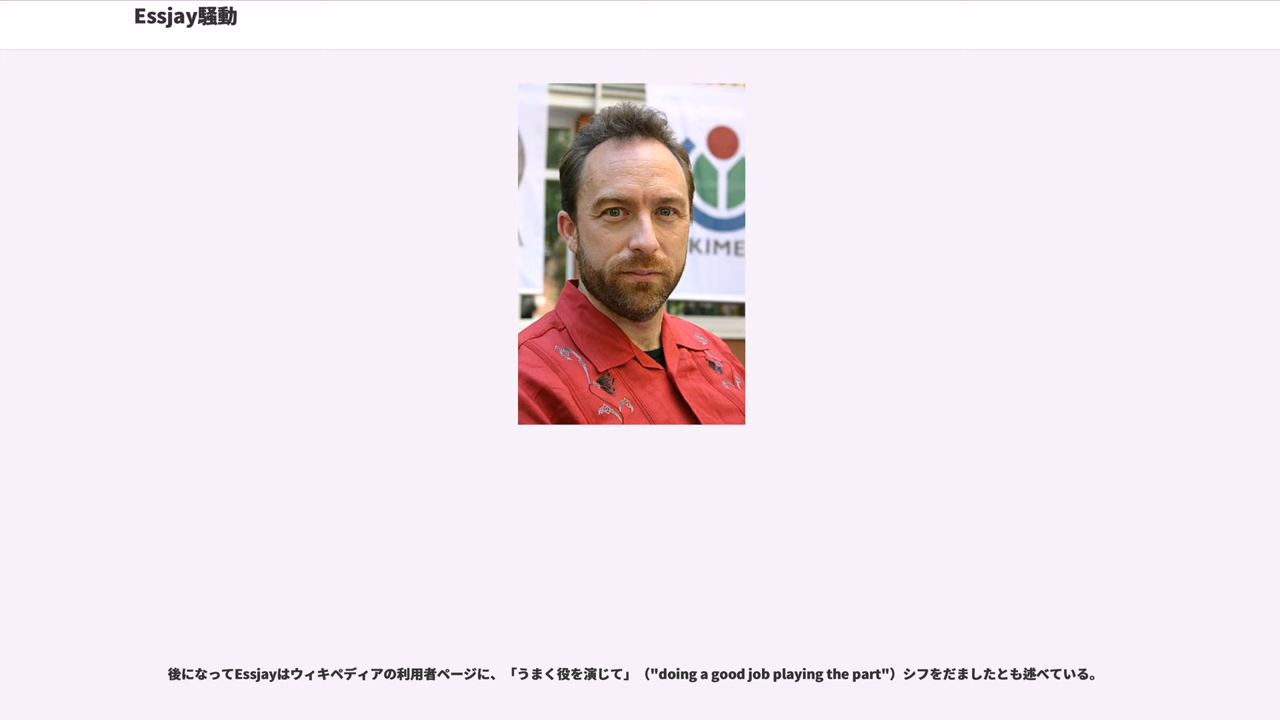 Essjay騒動
KIME
後になってEssjayはウィキペディアの利用者ページに、「うまく役を演じて」（"doing a good job playing the part"）シフをだましたとも述べている。